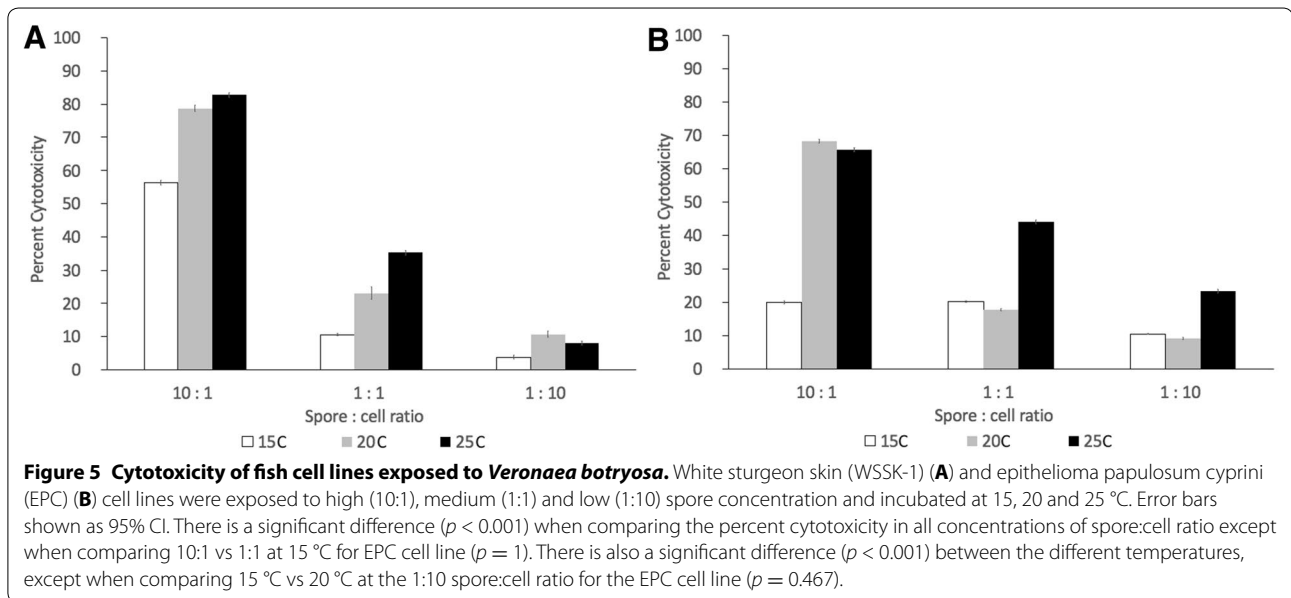 A
100
90
80
70
60
50
40
30
20
10
0
Percent Cytotoxicity
10 : 1
1 : 1
1 : 10
Spore : cell ratio
15C
20C
25C
B
100
90
80
70
60
50
40
30
20
10
0
Percent Cytotoxicity
10 : 1
1 : 1
1 : 10
Spore : cell ratio
15C
20C
25C
Figure 5 Cytotoxicity of fish cell lines exposed to Veronaea botryosa. White sturgeon skin (WSSK-1) (A) and epithelioma papulosum cyprini
(EPC) (B) cell lines were exposed to high (10:1), medium (1:1) and low (1:10) spore concentration and incubated at 15, 20 and 25 °C. Error bars
shown as 95% CI. There is a significant difference (p < 0.001) when comparing the percent cytotoxicity in all concentrations of spore:cell ratio except
when comparing 10:1 vs 1:1 at 15 °C for EPC cell line (p = 1). There is also a significant difference (p < 0.001) between the different temperatures,
except when comparing 15 °C vs 20 °C at the 1:10 spore:cell ratio for the EPC cell line (p = 0.467).